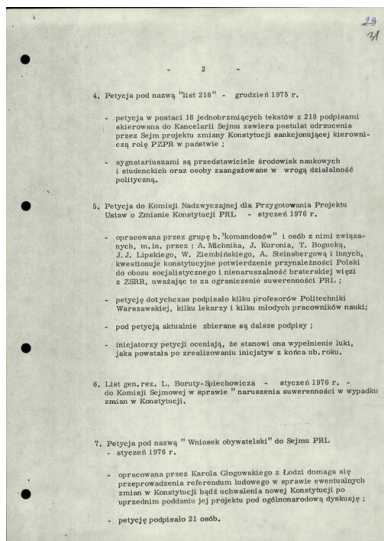 29
31
- 2 -
4. Petycja pod nazwą "list 218" - grudzień 1975 r.
- petycja w postaci 18 jednobrzmiących tekstów z 218 podpisami
skierowana do Kancelarii Sejmu zawiera postulat odrzucenia
przez Sejm projektu zmiany Konstytucji sankcjonującej kierowni-
czą rolę PZPR w państwie ;
- sygnatariuszami są przedstawiciele środowisk naukowych
i studenckich oraz osoby zaangażowane w wrogą działalność
polityczną.
5. Petycja do Komisji Nadzwyczajnej dla Przygotowania Projektu
Ustaw o Zmianie Konstytucji PRL - styczeń 1976 r.
- opracowana przez grupę b. "komandosów" i osób z nimi związa-
nych, m.in. przez : A. Michnika, J. Kuronia, T. Bogucką,
J.J. Lipskiego, W. Ziembińskiego, A. Steinsbergową i innych,
kwestionuje konstytucyjne potwierdzenie przynależności Polski
do obozu socjalistycznego i nienaruszalność braterskiej więzi
z ZSRR, uważając to za ograniczenie suwerenności PRL ;
- petycję dotychczas podpisało kilku profesorów Politechniki
Warszawskiej, kilku lekarzy i kilku młodych pracowników nauki;
- pod petycją aktualnie zbierane są dalsze podpisy ;
- inicjatorzy petycji oceniają, że stanowi ona wypełnienie luki,
jaka powstała po zrealizowaniu inicjatyw z końca ub. roku.
6. List gen. rez. L. Boruty-Spiechowicza - styczeń 1976 r. -
do Komisji Sejmowej w sprawie "naruszenia suwerenności w wypadku
zmian w Konstytucji.
7. Petycja pod nazwą "Wniosek obywatelski" do Sejmu PRL
- styczeń 1976 r.
- opracowana przez Karola Głogowskiego z Łodzi domaga się
przeprowadzenia referendum ludowego w sprawie ewentualnych
zmian w Konstytucji bądź uchwalenia nowej Konstytucji po
uprzednim poddaniu jej projektu pod ogólnonarodową dyskusję ;
- petycję podpisało 21 osób.